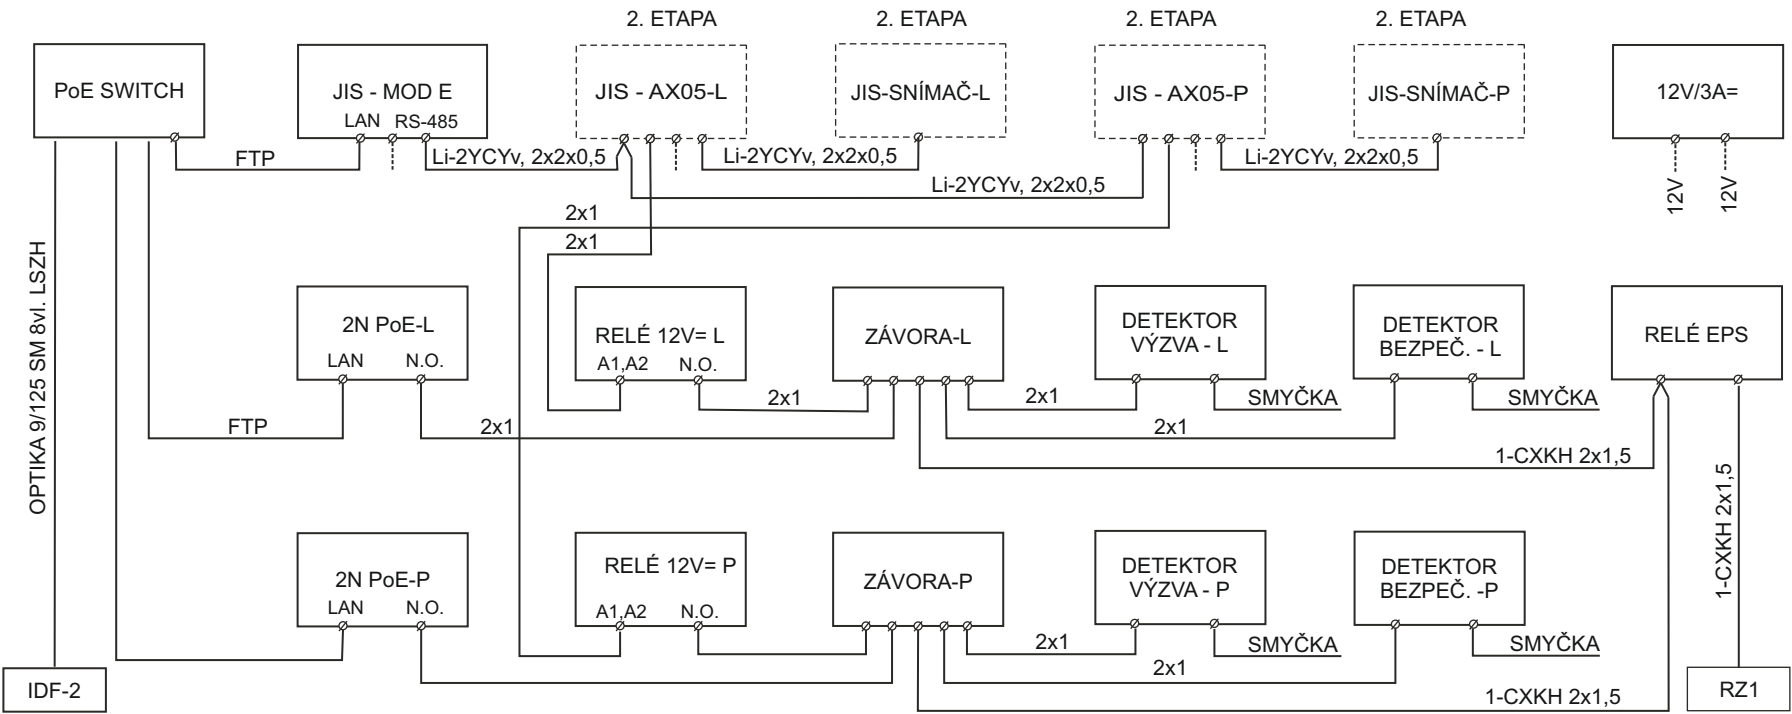 2. ETAPA
2. ETAPA
2. ETAPA
2. ETAPA
PoE SWITCH
JIS - MOD E
LAN RS-485
JIS - AX05-L
JIS-SNÍMAČ-L
JIS - AX05-P
JIS-SNÍMAČ-P
12V/3A=
FTP
Li-2YCYv, 2x2x0,5
Li-2YCYv, 2x2x0,5
Li-2YCYv, 2x2x0,5
Li-2YCYv, 2x2x0,5
12V
12V
2x1
2x1
OPTIKA 9/125 SM 8vl. LSZH
2N PoE-L
LAN N.O.
RELÉ 12V= L
A1,A2 N.O.
ZÁVORA-L
DETEKTOR
VÝZVA - L
DETEKTOR
BEZPEČ. - L
RELÉ EPS
2x1
2x1
SMYČKA
SMYČKA
FTP
2x1
2x1
1-CXKH 2x1,5
1-CXKH 2x1,5
2N PoE-P
LAN N.O.
RELÉ 12V= P
A1,A2 N.O.
ZÁVORA-P
DETEKTOR
VÝZVA - P
DETEKTOR
BEZPEČ. -P
2x1
SMYČKA
SMYČKA
2x1
1-CXKH 2x1,5
IDF-2
RZ1